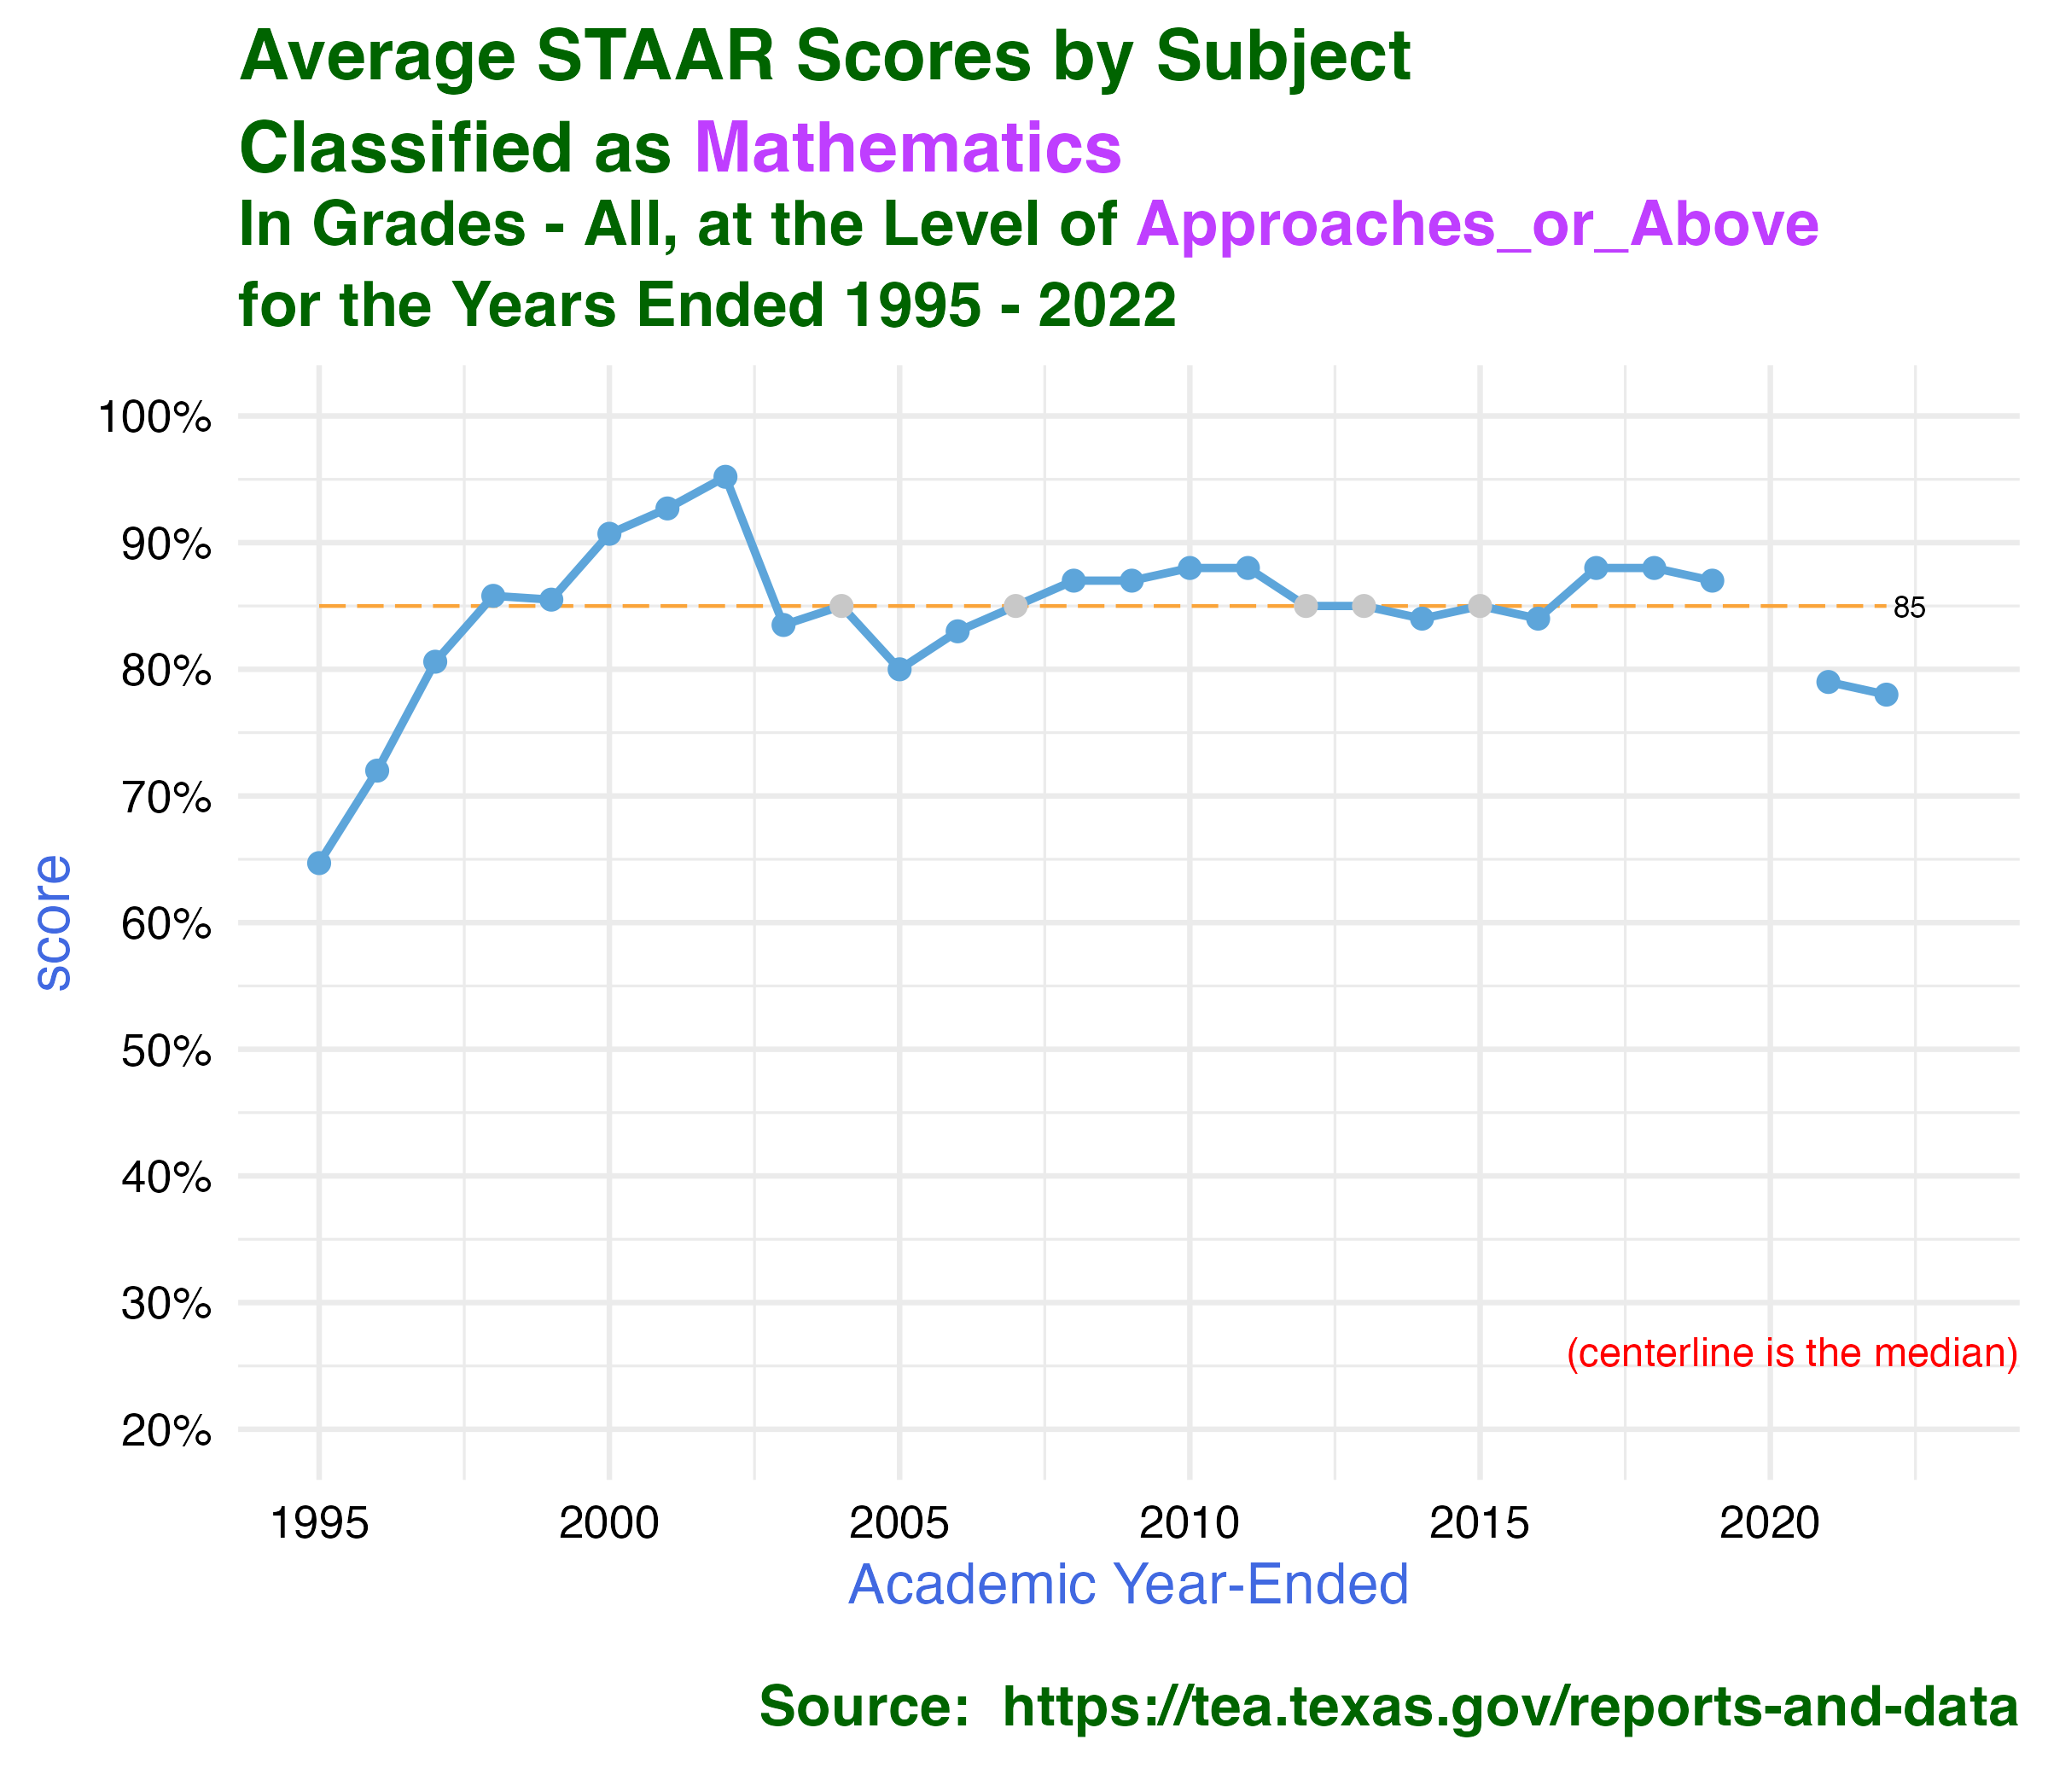 Average STAAR Scores by Subject
Classified as Mathematics
In Grades - All, at the Level of Approaches_or_Above
for the Years Ended 1995 - 2022
100%
90%
80%
70%
60%
50%
40%
30%
20%
score
85
(centerline is the median)
1995 2000 2005 2010 2015 2020
Academic Year-Ended
Source:  https://tea.texas.gov/reports-and-data